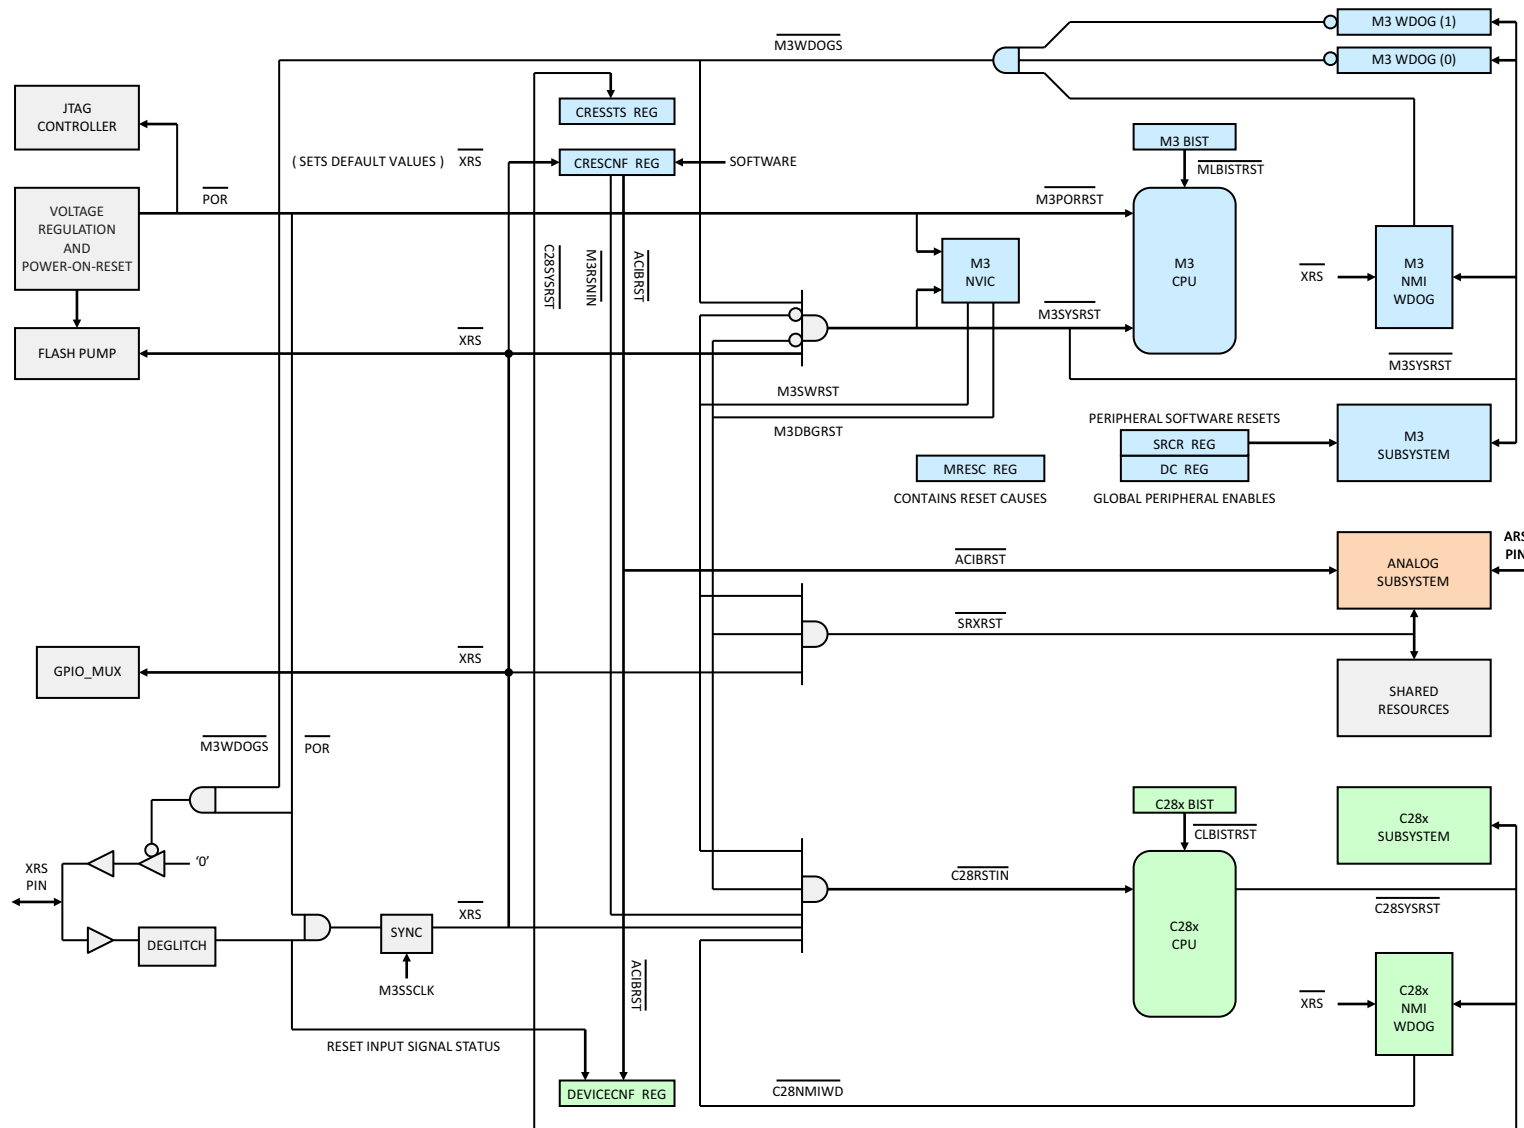 M3 WDOG (1)
M3WDOGS
M3 WDOG (0)
JTAG
CONTROLLER
CRESSTS REG
M3 BIST
( SETS DEFAULT VALUES )
XRS
CRESCNF REG
SOFTWARE
MLBISTRST
POR
M3PORRST
VOLTAGE
REGULATION
AND
POWER-ON-RESET
C28SYSRST
M3RSNIN
ACIBRST
M3
NVIC
M3
CPU
XRS
M3
NMI
WDOG
M3SYSRST
FLASH PUMP
XRS
M3SYSRST
M3SWRST
M3DBGRST
PERIPHERAL SOFTWARE RESETS
SRCR REG
DC REG
M3
SUBSYSTEM
MRESC REG
CONTAINS RESET CAUSES
GLOBAL PERIPHERAL ENABLES
ACIBRST
ANALOG
SUBSYSTEM
ARS
PIN
SRXRST
GPIO_MUX
XRS
SHARED
RESOURCES
M3WDOGS
POR
C28x BIST
C28x
SUBSYSTEM
CLBISTRST
'0'
XRS
PIN
C28RSTIN
C28SYSRST
C28x
CPU
DEGLITCH
SYNC
XRS
M3SSCLK
ACIBRST
XRS
C28x
NMI
WDOG
RESET INPUT SIGNAL STATUS
DEVICECNF REG
C28NMIWD